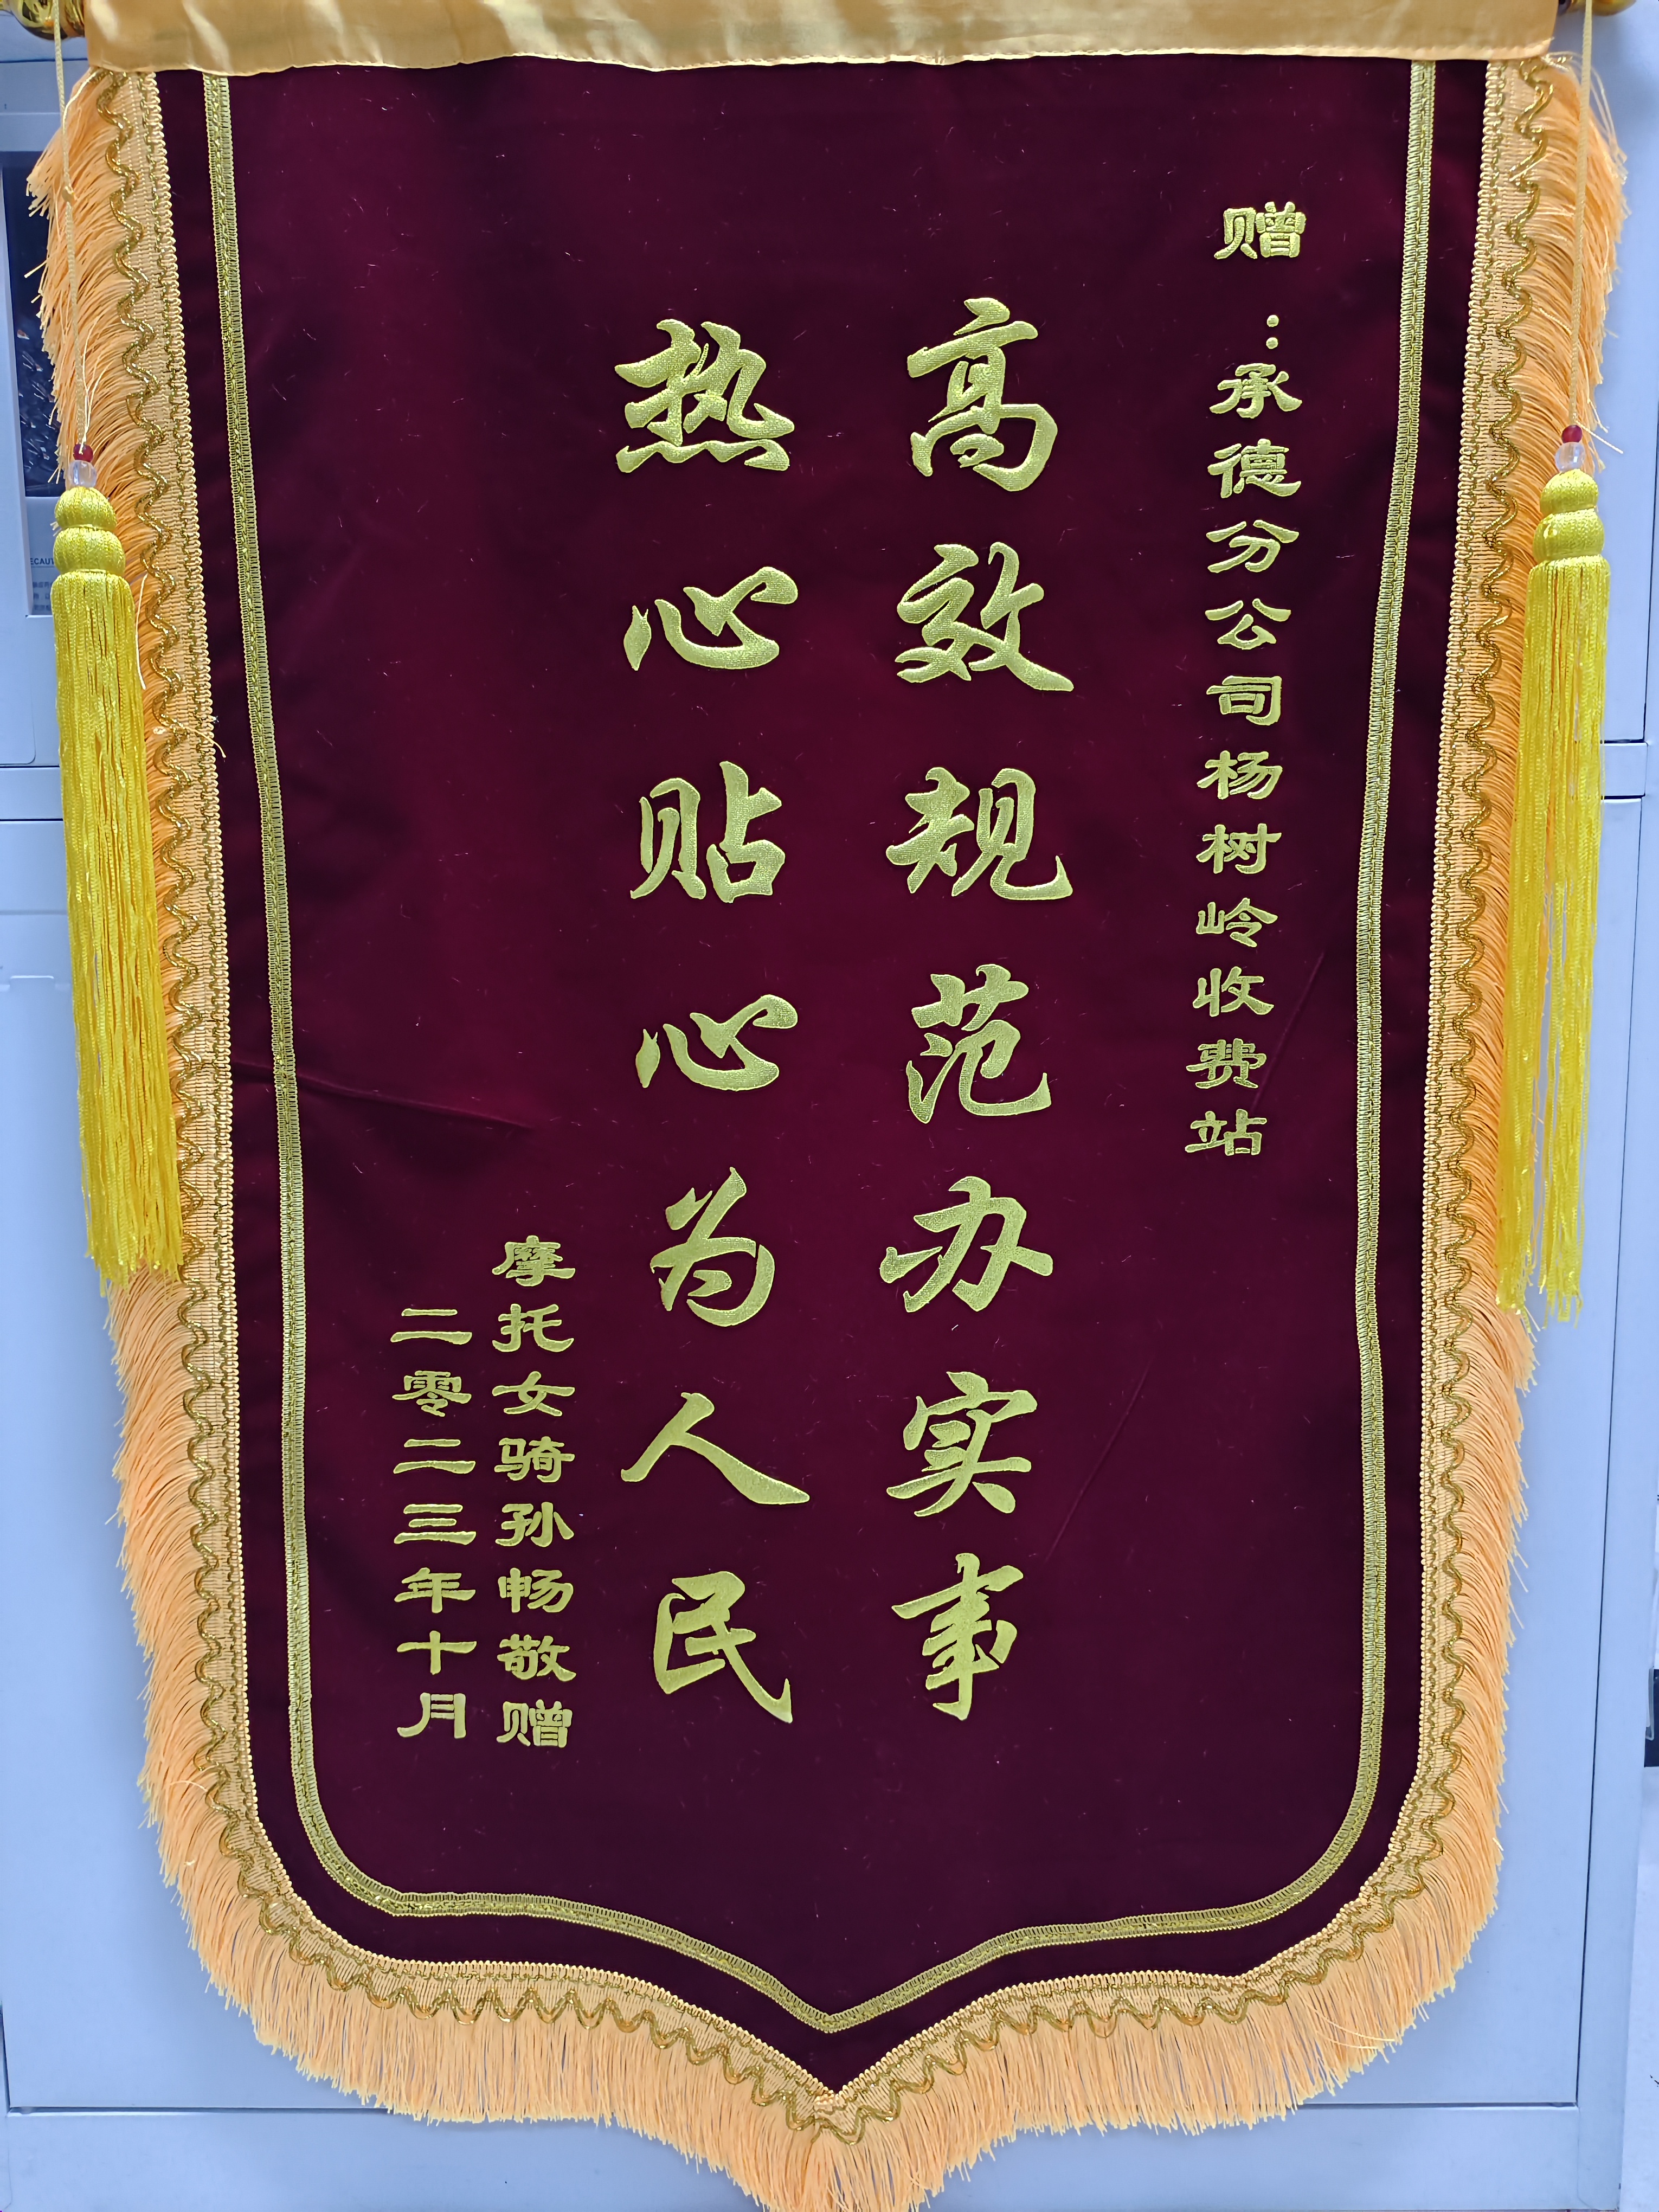 赠：承德分公司杨树岭收费站
高效规范办实事
热心贴心为人民
摩托女骑孙畅敬赠
二零二三年十月